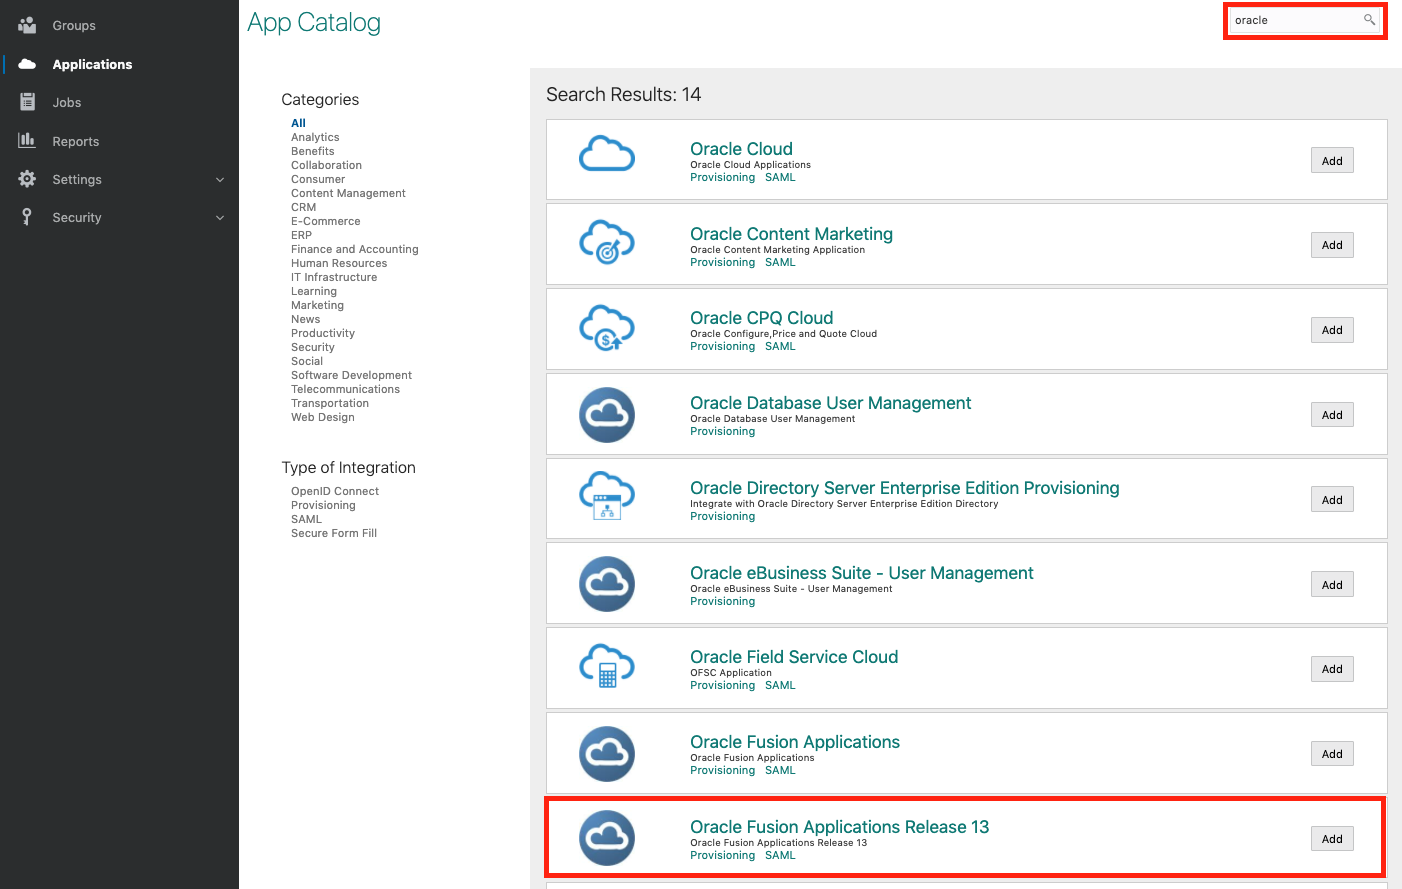 Groups
Applications
Jobs
Reports
Settings
Security
App Catalog
oracle
Categories
All
Analytics
Benefits
Collaboration
Consumer
Content Management
CRM
E-Commerce
ERP
Finance and Accounting
Human Resources
IT Infrastructure
Learning
Marketing
News
Productivity
Security
Social
Software Development
Telecommunications
Transportation
Web Design
Type of Integration
OpenID Connect
Provisioning
SAML
Secure Form Fill
Search Results: 14
Oracle Cloud
Oracle Cloud Applications
Provisioning SAML
Add
Oracle Content Marketing
Oracle Content Marketing Application
Provisioning SAML
Add
Oracle CPQ Cloud
Oracle Configure,Price and Quote Cloud
Provisioning SAML
Add
Oracle Database User Management
Oracle Database User Management
Provisioning
Add
Oracle Directory Server Enterprise Edition Provisioning
Integrate with Oracle Directory Server Enterprise Edition Directory
Provisioning
Add
Oracle eBusiness Suite - User Management
Oracle eBusiness Suite - User Management
Provisioning
Add
Oracle Field Service Cloud
OFSC Application
Provisioning SAML
Add
Oracle Fusion Applications
Oracle Fusion Applications
Provisioning SAML
Add
Oracle Fusion Applications Release 13
Oracle Fusion Applications Release 13
Provisioning SAML
Add